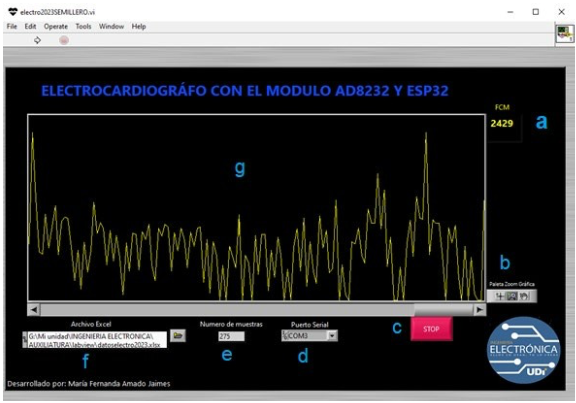 electro2023SEMILLERO.vi
File Edit Operate Tools Window Help
ELECTROCARDIOGRÁFO CON EL MODULO AD8232 Y ESP32
FCM
2429
a
g
b
Paleta Zoom Gráfica
Archivo Excel
Numero de muestras
Puerto Serial
c
STOP
G:\Mi unidad\INGENIERIA ELECTRONICA\
AUXILIATURA\labview\datoselectro2023.xlsx
275
COM3
f
e
d
ELECTRÓNICA
UDi
Desarrollado por: María Fernanda Amado Jaimes